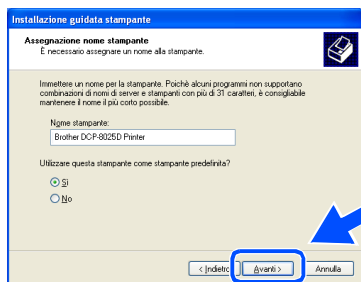 Installazione guidata stampante
Assegnazione nome stampante
È necessario assegnare un nome alla stampante.
Immettere un nome per la stampante. Poichè alcuni programmi non supportano
combinazioni di nomi di server e stampanti con più di 31 caratteri, è consigliabile
mantenere il nome il più corto possibile.
Nome stampante:
Brother DCP-8025D Printer
Utilizzare questa stampante come stampante predefinita?
Sì
No
< Indietro Avanti > Annulla